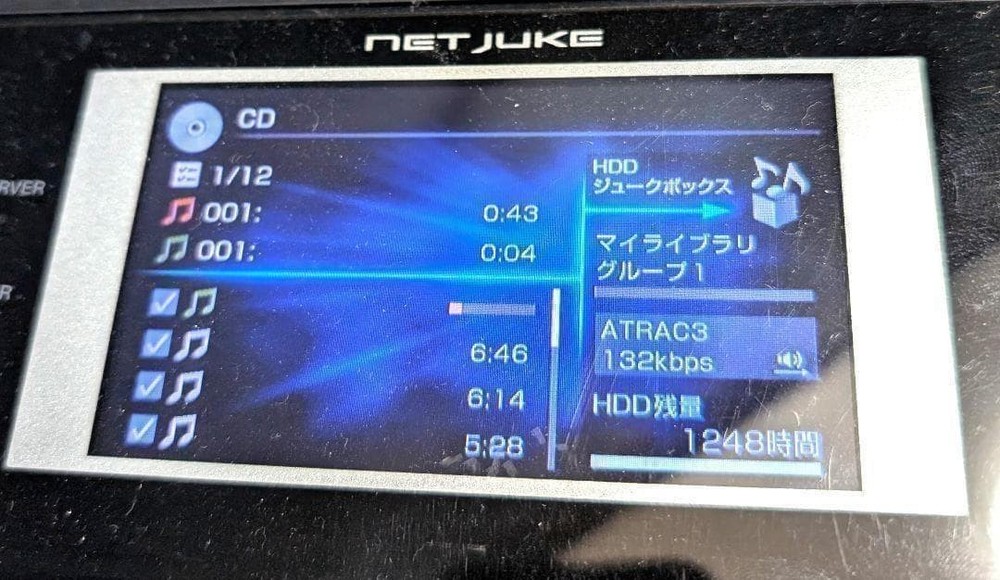 NETJUKE
CD
1/12
001:
0:43
001:
0:04
6:46
6:14
5:28
HDD
ジュークボックス
マイライブラリ
グループ1
ATRAC3
132kbps
HDD残量
1248時間
RVER
R